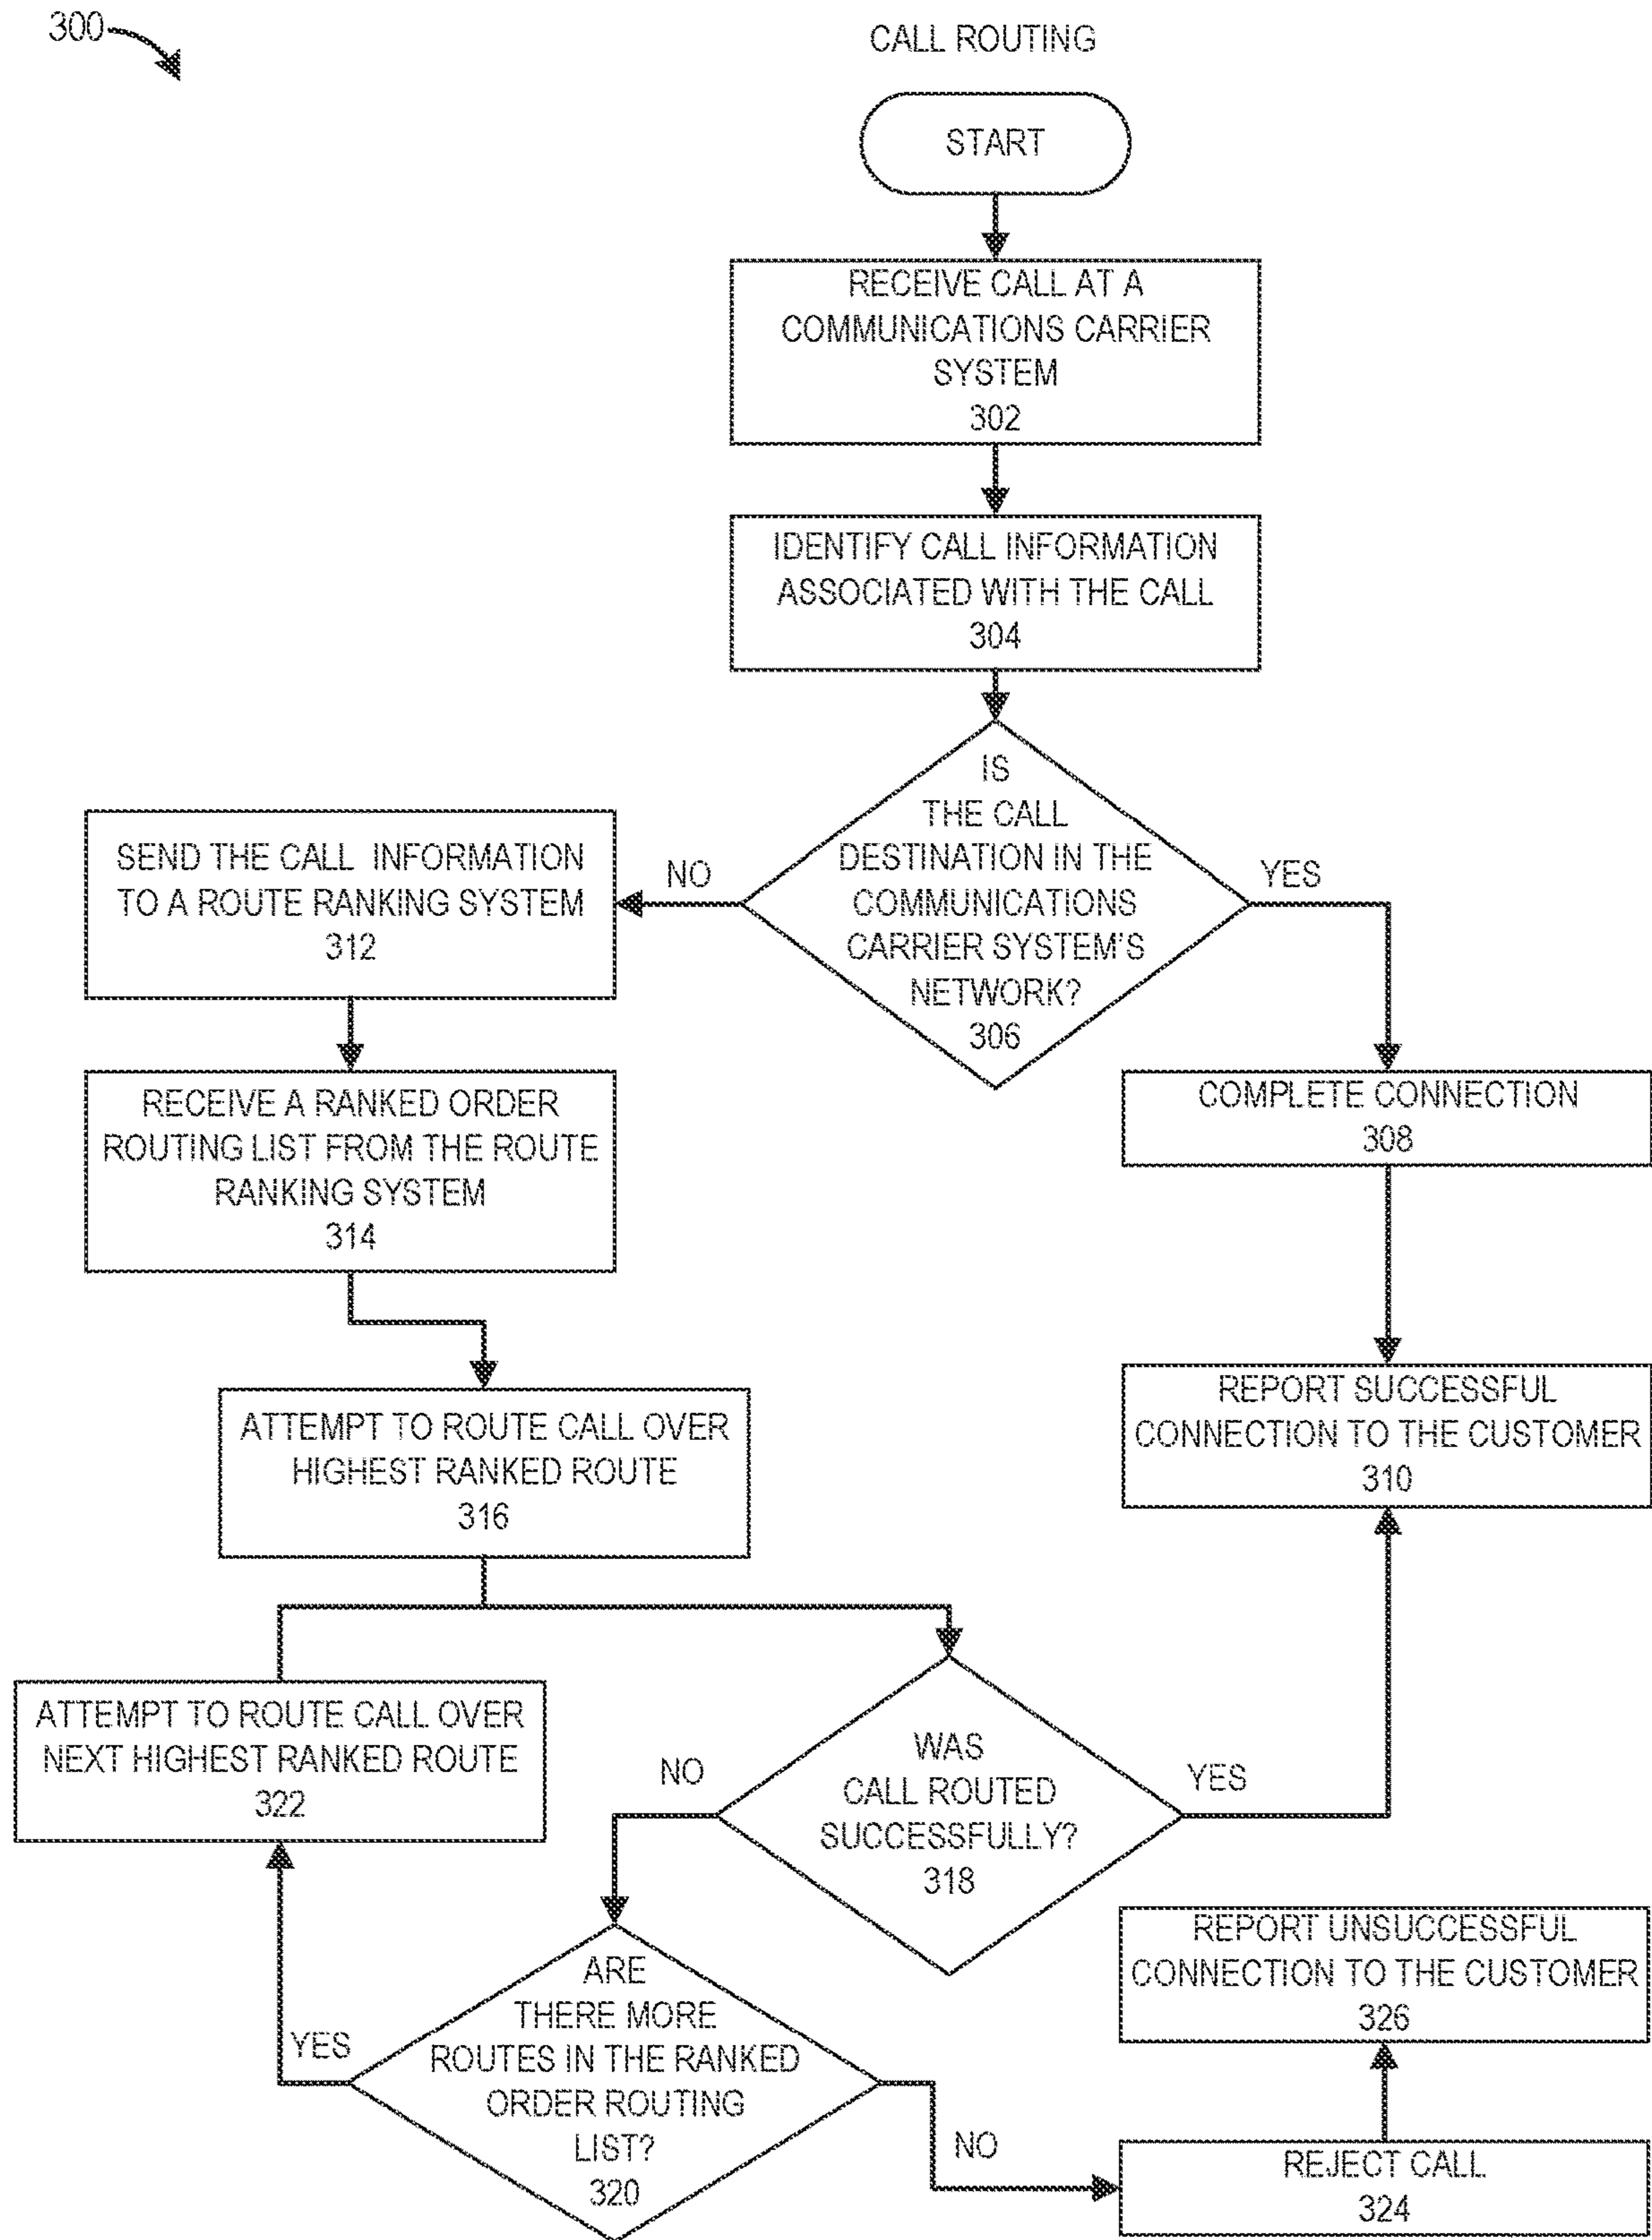 300
CALL ROUTING
START
RECEIVE CALL AT A
COMMUNICATIONS CARRIER
SYSTEM
302
IDENTIFY CALL INFORMATION
ASSOCIATED WITH THE CALL
304
IS
THE CALL
DESTINATION IN THE
COMMUNICATIONS
CARRIER SYSTEM'S
NETWORK?
306
NO
YES
SEND THE CALL INFORMATION
TO A ROUTE RANKING SYSTEM
312
COMPLETE CONNECTION
308
RECEIVE A RANKED ORDER
ROUTING LIST FROM THE ROUTE
RANKING SYSTEM
314
REPORT SUCCESSFUL
CONNECTION TO THE CUSTOMER
310
ATTEMPT TO ROUTE CALL OVER
HIGHEST RANKED ROUTE
316
ATTEMPT TO ROUTE CALL OVER
NEXT HIGHEST RANKED ROUTE
322
NO
WAS
CALL ROUTED
SUCCESSFULLY?
318
YES
REPORT UNSUCCESSFUL
CONNECTION TO THE CUSTOMER
326
YES
ARE
THERE MORE
ROUTES IN THE RANKED
ORDER ROUTING
LIST?
320
NO
REJECT CALL
324